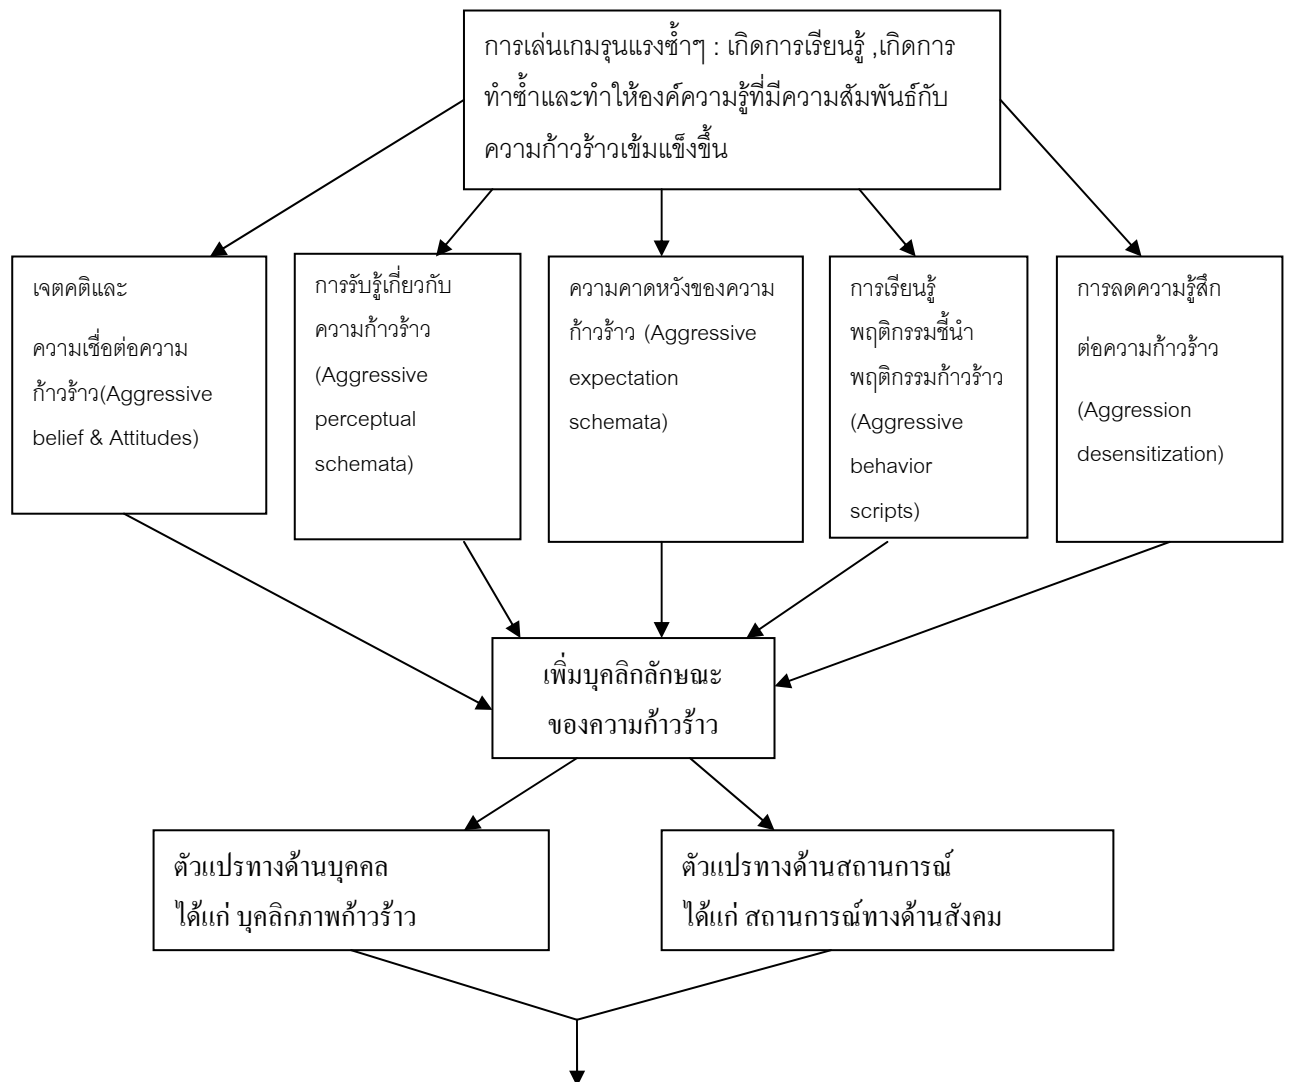 การเล่นเกมรุนแรงซ้ำๆ : เกิดการเรียนรู้ ,เกิดการ
ทำซ้ำและทำให้องค์ความรู้ที่มีความสัมพันธ์กับ
ความก้าวร้าวเข้มแข็งขึ้น
เจตคติและ
ความเชื่อต่อความ
ก้าวร้าว(Aggressive
belief & Attitudes)
การรับรู้เกี่ยวกับ
ความก้าวร้าว
(Aggressive
perceptual
schemata)
ความคาดหวังของความ
ก้าวร้าว (Aggressive
expectation
schemata)
การเรียนรู้
พฤติกรรมชี้นำ
พฤติกรรมก้าวร้าว
(Aggressive
behavior
scripts)
การลดความรู้สึก
ต่อความก้าวร้าว
(Aggression
desensitization)
เพิ่มบุคลิกลักษณะ
ของความก้าวร้าว
ตัวแปรทางด้านบุคคล
ได้แก่ บุคลิกภาพก้าวร้าว
ตัวแปรทางด้านสถานการณ์
ได้แก่ สถานการณ์ทางด้านสังคม